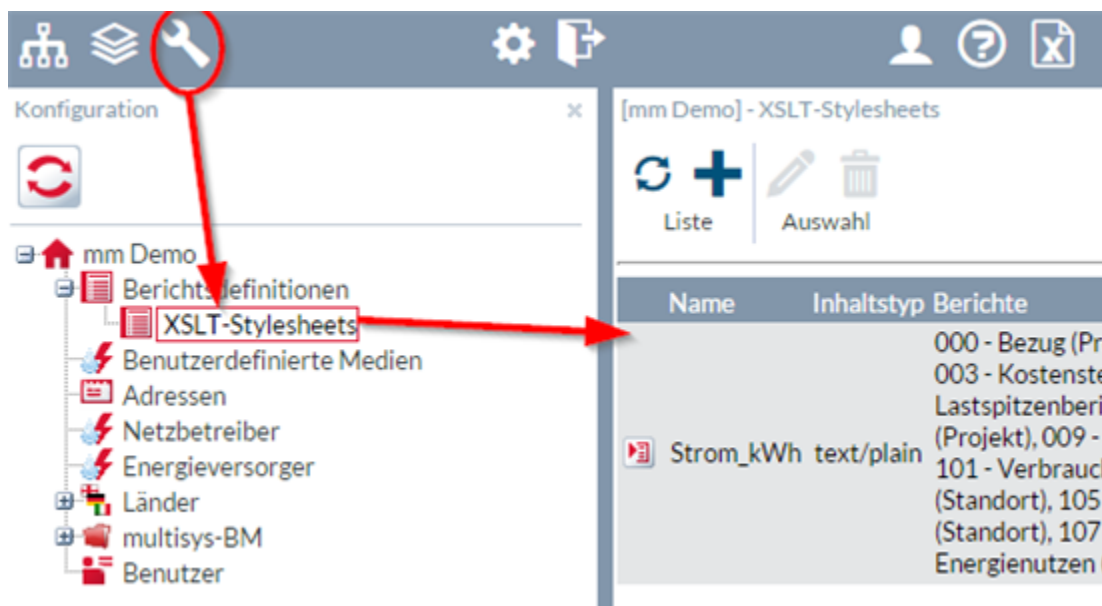 Konfiguration
mm Demo
Berichtsdefinitionen
XSLT-Stylesheets
Benutzerdefinierte Medien
Adressen
Netzbetreiber
Energieversorger
Länder
multisys-BM
Benutzer
[mm Demo] - XSLT-Stylesheets
Liste Auswahl
Name Inhaltstyp Berichte
000 - Bezug (Pr
003 - Kostenste
Lastspitzenberi
(Projekt), 009 -
Strom_kWh text/plain
101 - Verbrauch
(Standort), 105
(Standort), 107
Energienutzen (